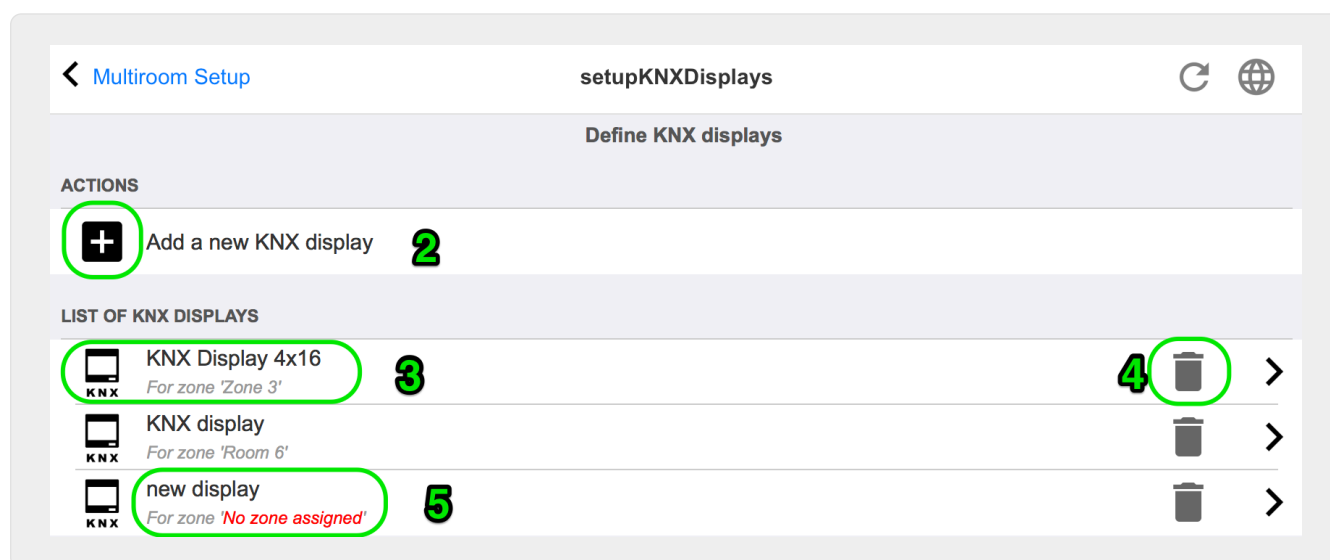 Multiroom Setup
setupKNXDisplays
Define KNX displays
ACTIONS
Add a new KNX display
2
LIST OF KNX DISPLAYS
KNX Display 4x16
KNX
For zone 'Zone 3'
3
4
KNX display
KNX
For zone 'Room 6'
new display
KNX
For zone 'No zone assigned'
5